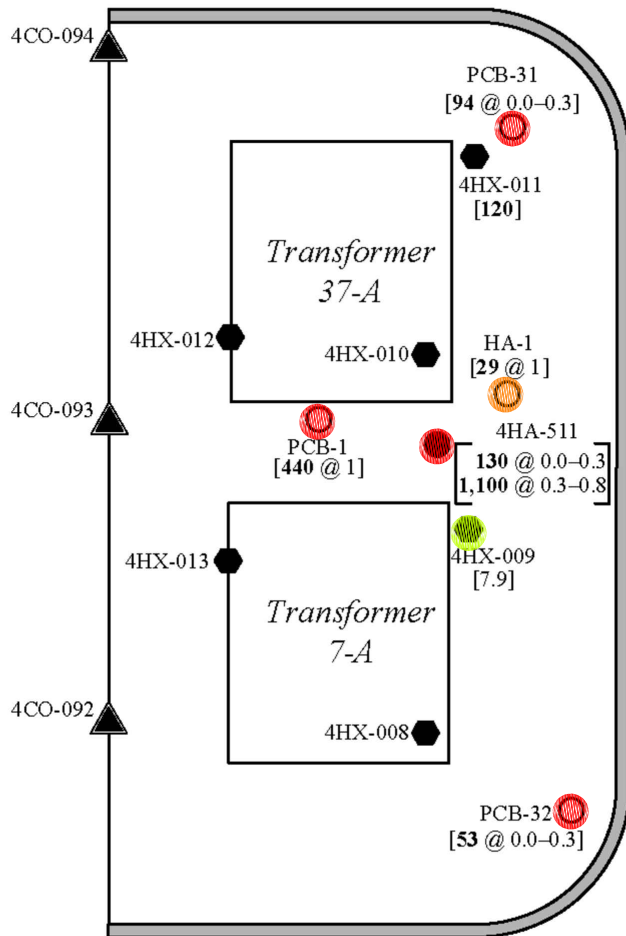 4CO-094
PCB-31
[94 @ 0.0–0.3]
4HX-011
[120]
Transformer
37-A
4HX-012
4HX-010
HA-1
[29 @ 1]
4CO-093
PCB-1
[440 @ 1]
4HA-511
130 @ 0.0–0.3
1,100 @ 0.3–0.8
4HX-009
[7.9]
4HX-013
Transformer
7-A
4CO-092
4HX-008
PCB-32
[53 @ 0.0–0.3]